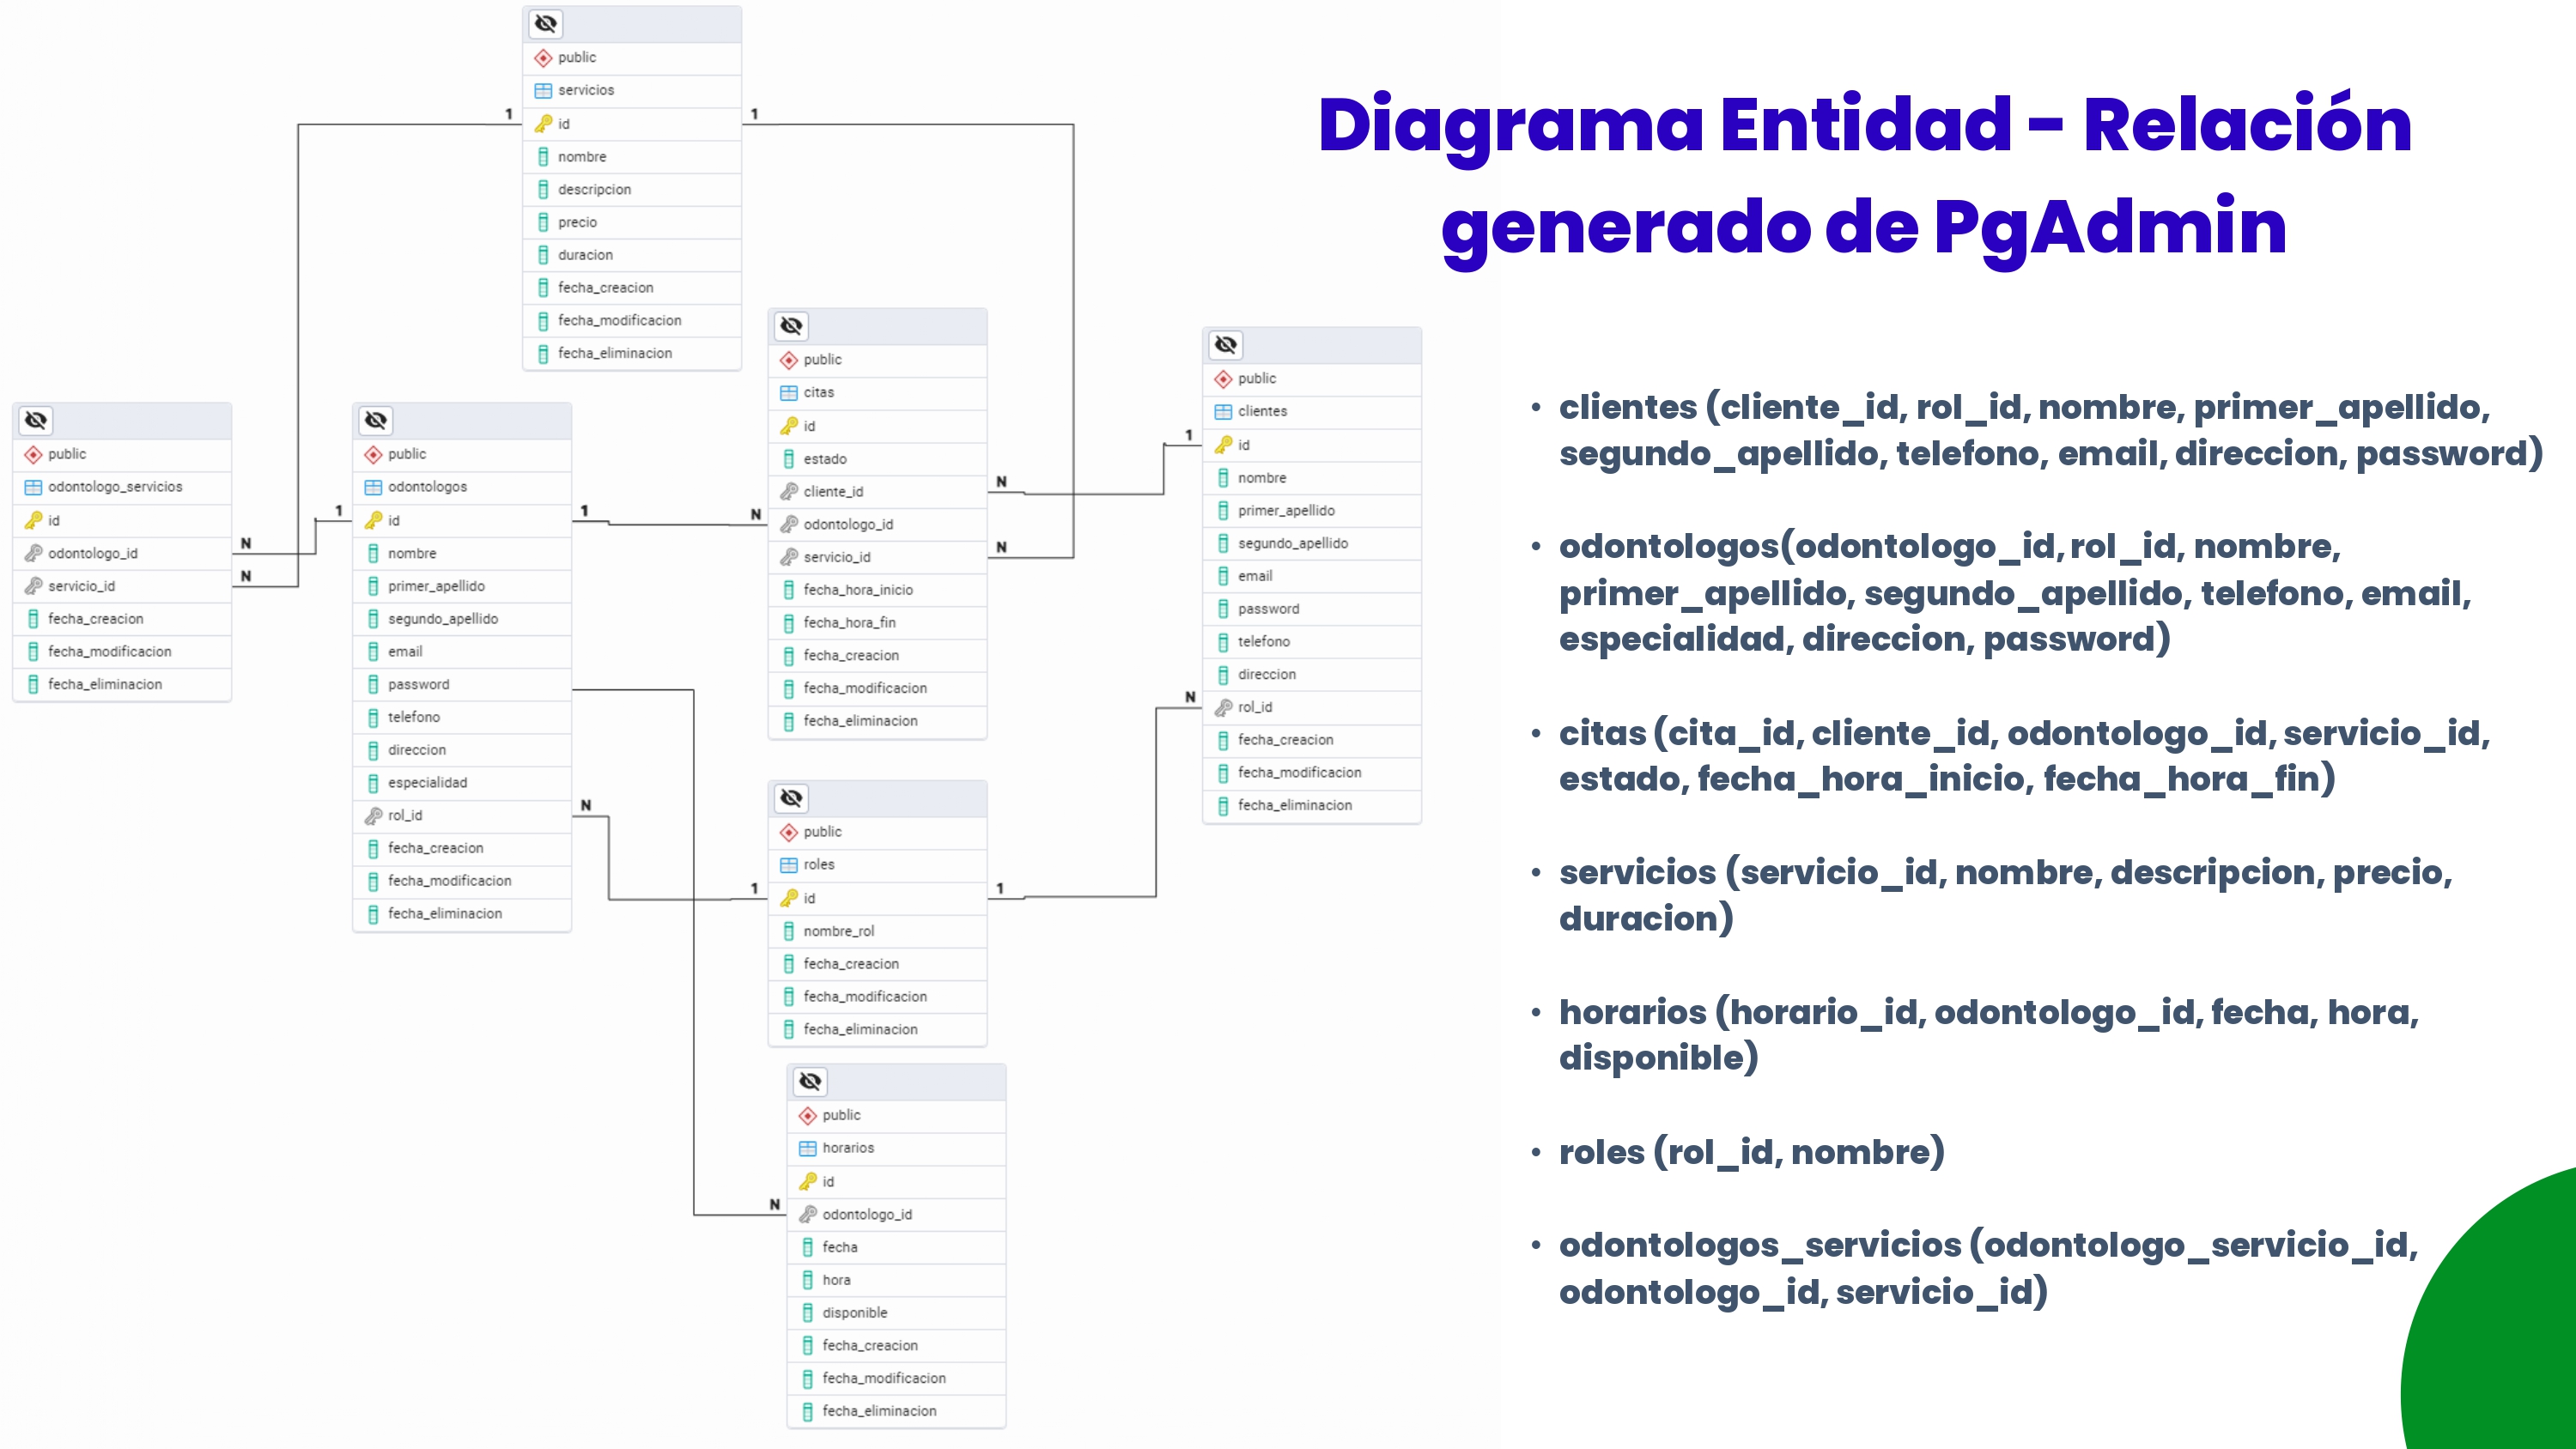 Diagrama Entidad – Relación
generado de PgAdmin
public
servicios
1
1
id
nombre
descripcion
precio
duracion
fecha_creacion
fecha_modificacion
fecha_eliminacion
public
odontologo_servicios
id
odontologo_id
N
servicio_id
N
fecha_creacion
fecha_modificacion
fecha_eliminacion
public
odontologos
1
id
1
nombre
primer_apellido
segundo_apellido
email
password
telefono
direccion
especialidad
rol_id
N
fecha_creacion
fecha_modificacion
fecha_eliminacion
public
citas
id
estado
cliente_id
N
N
odontologo_id
servicio_id
N
fecha_hora_inicio
fecha_hora_fin
fecha_creacion
fecha_modificacion
fecha_eliminacion
public
clientes
1
id
nombre
primer_apellido
segundo_apellido
email
password
telefono
direccion
N
rol_id
fecha_creacion
fecha_modificacion
fecha_eliminacion
public
roles
1
id
1
nombre_rol
fecha_creacion
fecha_modificacion
fecha_eliminacion
public
horarios
id
N
odontologo_id
fecha
hora
disponible
fecha_creacion
fecha_modificacion
fecha_eliminacion
• clientes (cliente_id, rol_id, nombre, primer_apellido,
segundo_apellido, telefono, email, direccion, password)
• odontologos(odontologo_id, rol_id, nombre,
primer_apellido, segundo_apellido, telefono, email,
especialidad, direccion, password)
• citas (cita_id, cliente_id, odontologo_id, servicio_id,
estado, fecha_hora_inicio, fecha_hora_fin)
• servicios (servicio_id, nombre, descripcion, precio,
duracion)
• horarios (horario_id, odontologo_id, fecha, hora,
disponible)
• roles (rol_id, nombre)
• odontologos_servicios (odontologo_servicio_id,
odontologo_id, servicio_id)